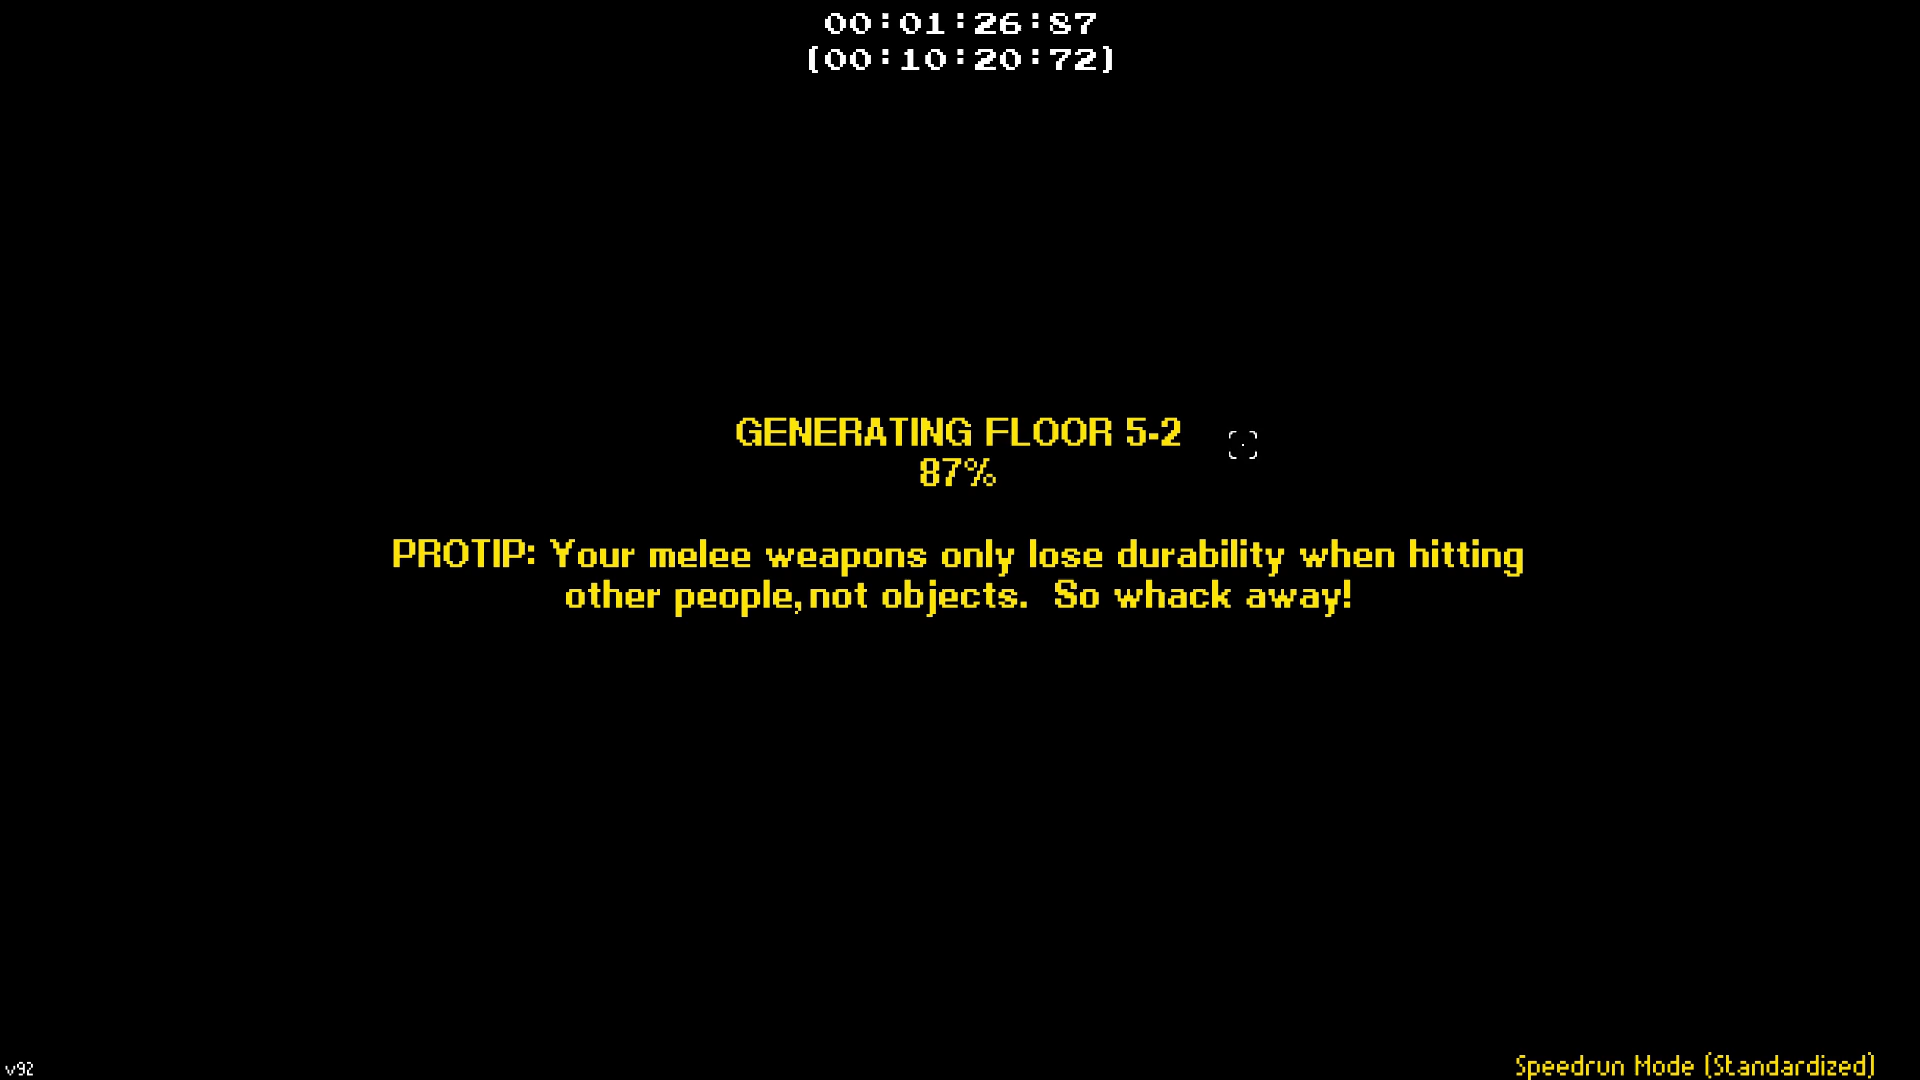 00:01:26:87
[00:10:20:72]
GENERATING FLOOR 5-2
87%
PROTIP: Your melee weapons only lose durability when hitting
other people, not objects.  So whack away!
v92
Speedrun Mode (Standardized)